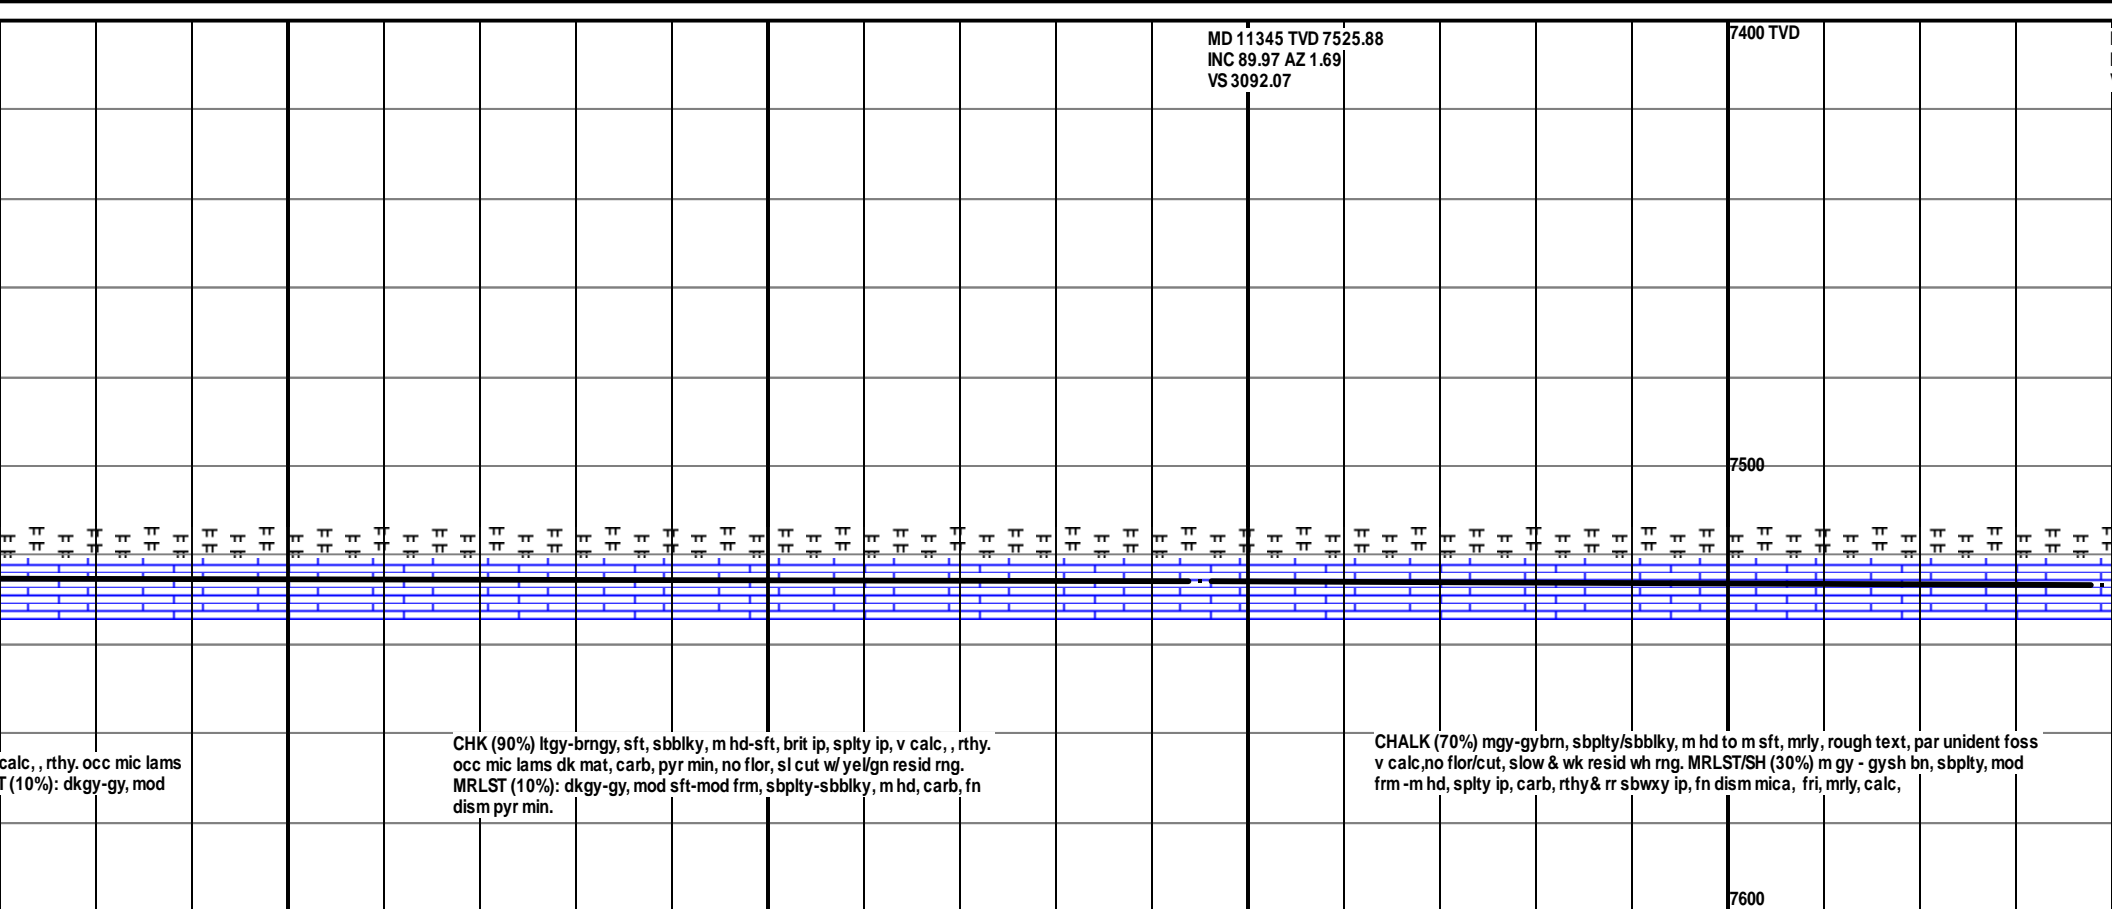 MD 11345 TVD 7525.88
INC 89.97 AZ 1.69
VS 3092.07
7400 TVD
7500
calc, , rthy. occ mic lams
T (10%): dkgy-gy, mod
CHK (90%) ltgy-brngy, sft, sbblky, m hd-sft, brit ip, splty ip, v calc, , rthy.
occ mic lams dk mat, carb, pyr min, no flor, sl cut w/ yel/gn resid rng.
MRLST (10%): dkgy-gy, mod sft-mod frm, sbplty-sbblky, m hd, carb, fn
dism pyr min.
CHALK (70%) mgy-gybrn, sbplty/sbblky, m hd to m sft, mrly, rough text, par unident foss
v calc,no flor/cut, slow & wk resid wh rng. MRLST/SH (30%) m gy - gysh bn, sbplty, mod
frm -m hd, splty ip, carb, rthy& rr sbwxy ip, fn dism mica, fri, mrly, calc,
7600